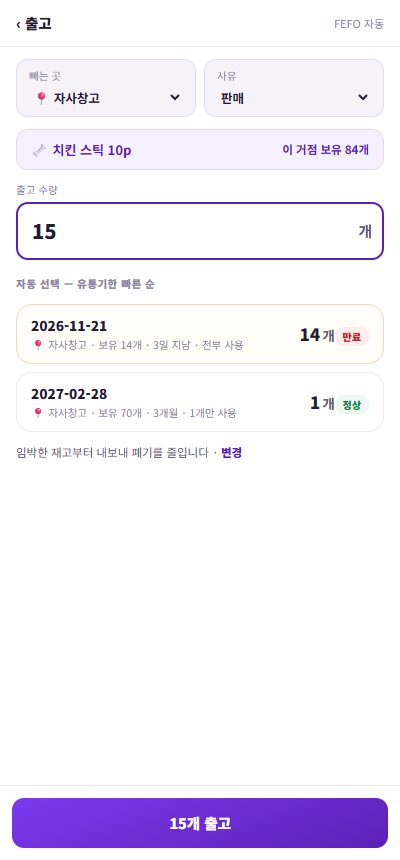 ‹ 출고
FEFO 자동
빼는 곳
📍 자사창고
사유
판매
🦴 치킨 스틱 10p
이 거점 보유 84개
출고 수량
15
개
자동 선택 — 유통기한 빠른 순
2026-11-21
📍 자사창고 · 보유 14개 · 3일 지남 · 전부 사용
14 개 만료
2027-02-28
📍 자사창고 · 보유 70개 · 3개월 · 1개만 사용
1 개 정상
임박한 재고부터 내보내 폐기를 줄입니다 · 변경
15개 출고